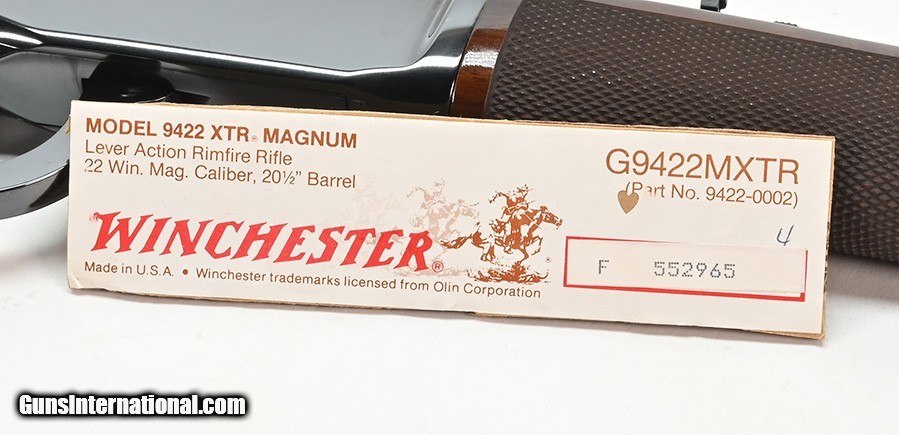 MODEL 9422 XTR® MAGNUM
Lever Action Rimfire Rifle
22 Win. Mag. Caliber, 20½" Barrel
G9422MXTR
(Part No. 9422-0002)
4
WINCHESTER®
F 552965
Made in U.S.A. • Winchester trademarks licensed from Olin Corporation
GunsInternational.com